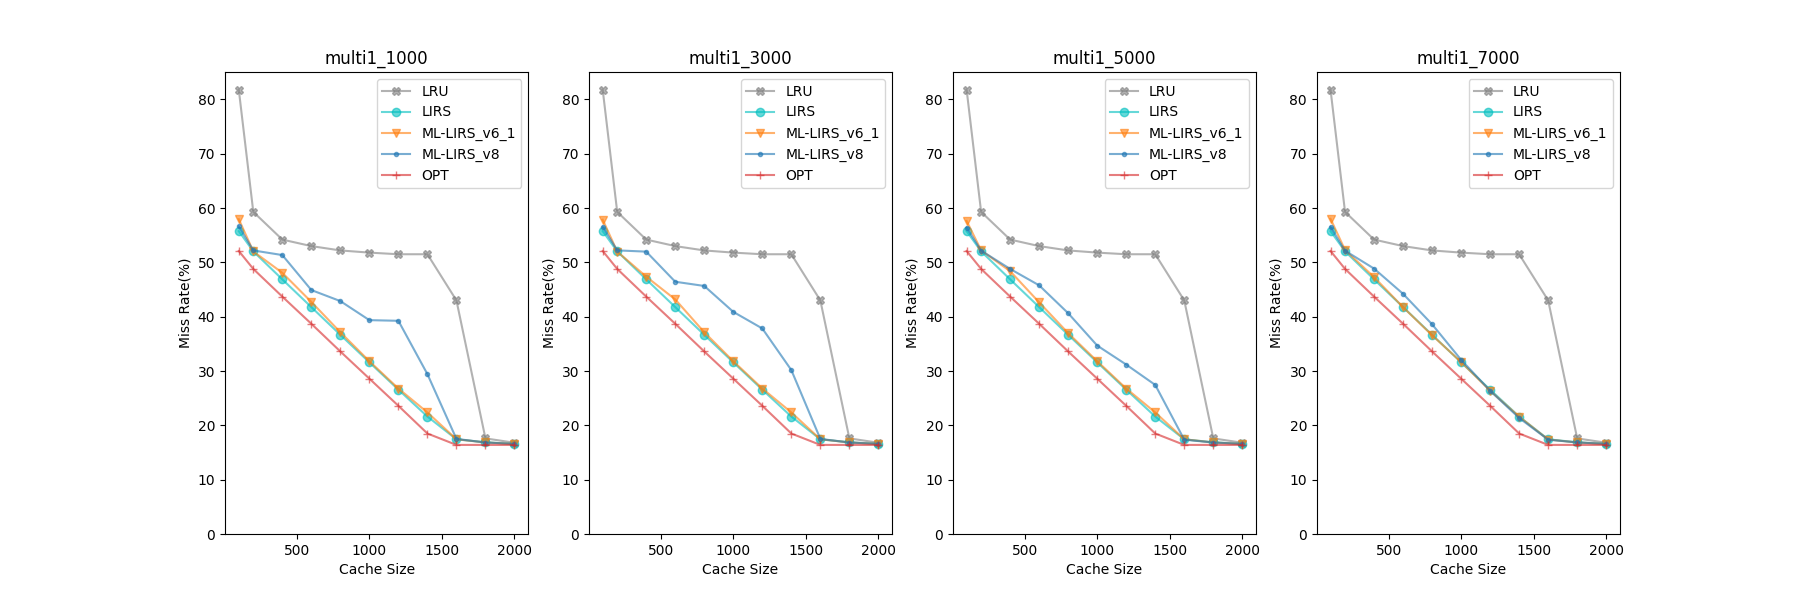 multi1_1000
LRU
LIRS
ML-LIRS_v6_1
ML-LIRS_v8
OPT
Miss Rate(%)
80
70
60
50
40
30
20
10
0
500 1000 1500 2000
Cache Size
multi1_3000
LRU
LIRS
ML-LIRS_v6_1
ML-LIRS_v8
OPT
Miss Rate(%)
80
70
60
50
40
30
20
10
0
500 1000 1500 2000
Cache Size
multi1_5000
LRU
LIRS
ML-LIRS_v6_1
ML-LIRS_v8
OPT
Miss Rate(%)
80
70
60
50
40
30
20
10
0
500 1000 1500 2000
Cache Size
multi1_7000
LRU
LIRS
ML-LIRS_v6_1
ML-LIRS_v8
OPT
Miss Rate(%)
80
70
60
50
40
30
20
10
0
500 1000 1500 2000
Cache Size